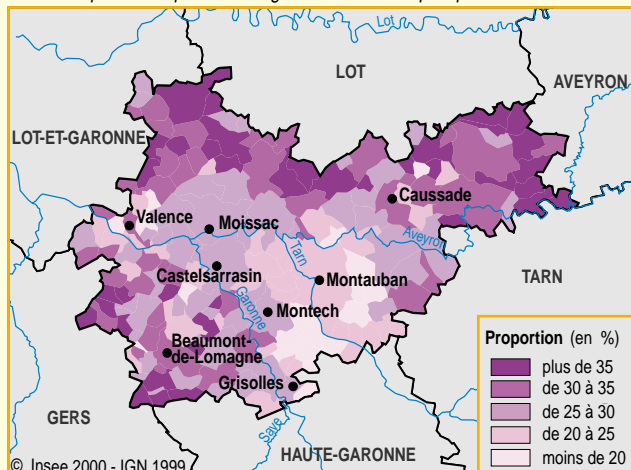 Lot
LOT
AVEYRON
LOT-ET-GARONNE
Caussade
Valence
Moissac
Aveyron
Tarn
Castelsarrasin
Montauban
TARN
Garonne
Montech
Beaumont-
de-Lomagne
Grisolles
GERS
Save
HAUTE-GARONNE
Proportion (en %)
plus de 35
de 30 à 35
de 25 à 30
de 20 à 25
moins de 20
© Insee 2000 - IGN 1999